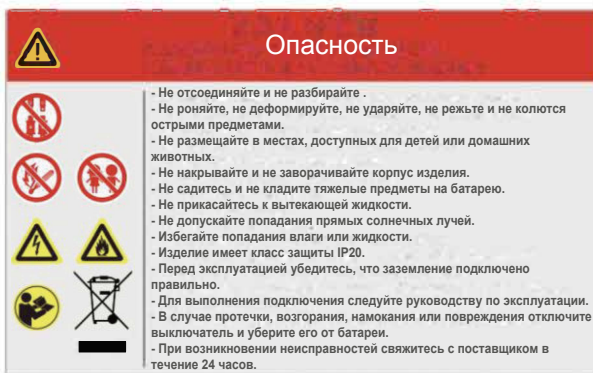 Опасность
- Не отсоединяйте и не разбирайте .
- Не роняйте, не деформируйте, не ударяйте, не режьте и не колются
острыми предметами.
- Не размещайте в местах, доступных для детей или домашних
животных.
- Не накрывайте и не заворачивайте корпус изделия.
- Не садитесь и не кладите тяжелые предметы на батарею.
- Не прикасайтесь к вытекающей жидкости.
- Не допускайте попадания прямых солнечных лучей.
- Избегайте попадания влаги или жидкости.
- Изделие имеет класс защиты IP20.
- Перед эксплуатацией убедитесь, что заземление подключено
правильно.
- Для выполнения подключения следуйте руководству по эксплуатации.
- В случае протечки, возгорания, намокания или повреждения отключите
выключатель и уберите его от батареи.
- При возникновении неисправностей свяжитесь с поставщиком в
течение 24 часов.